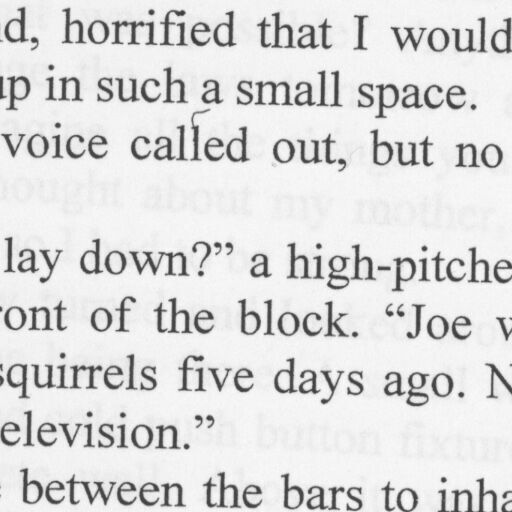 d, horrified that I would
up in such a small space.
voice called out, but no
lay down?” a high-pitche
ront of the block. “Joe w
squirrels five days ago. N
elevision.”
between the bars to inha